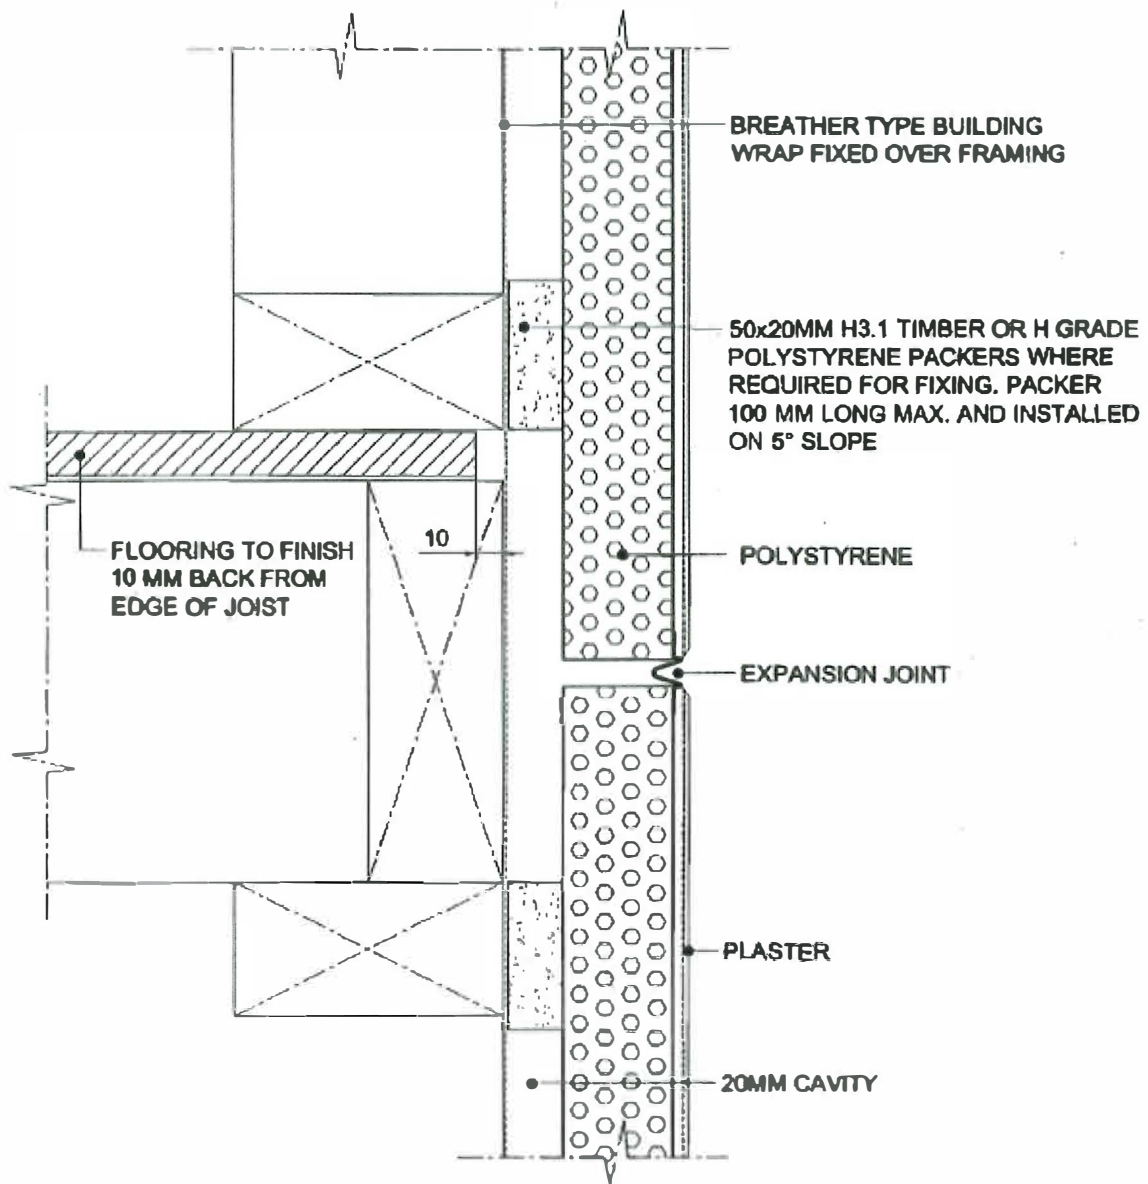 BREATHER TYPE BUILDING
WRAP FIXED OVER FRAMING
50x20MM H3.1 TIMBER OR H GRADE
POLYSTYRENE PACKERS WHERE
REQUIRED FOR FIXING. PACKER
100 MM LONG MAX. AND INSTALLED
ON 5° SLOPE
FLOORING TO FINISH
10 MM BACK FROM
EDGE OF JOIST
10
POLYSTYRENE
EXPANSION JOINT
PLASTER
20MM CAVITY